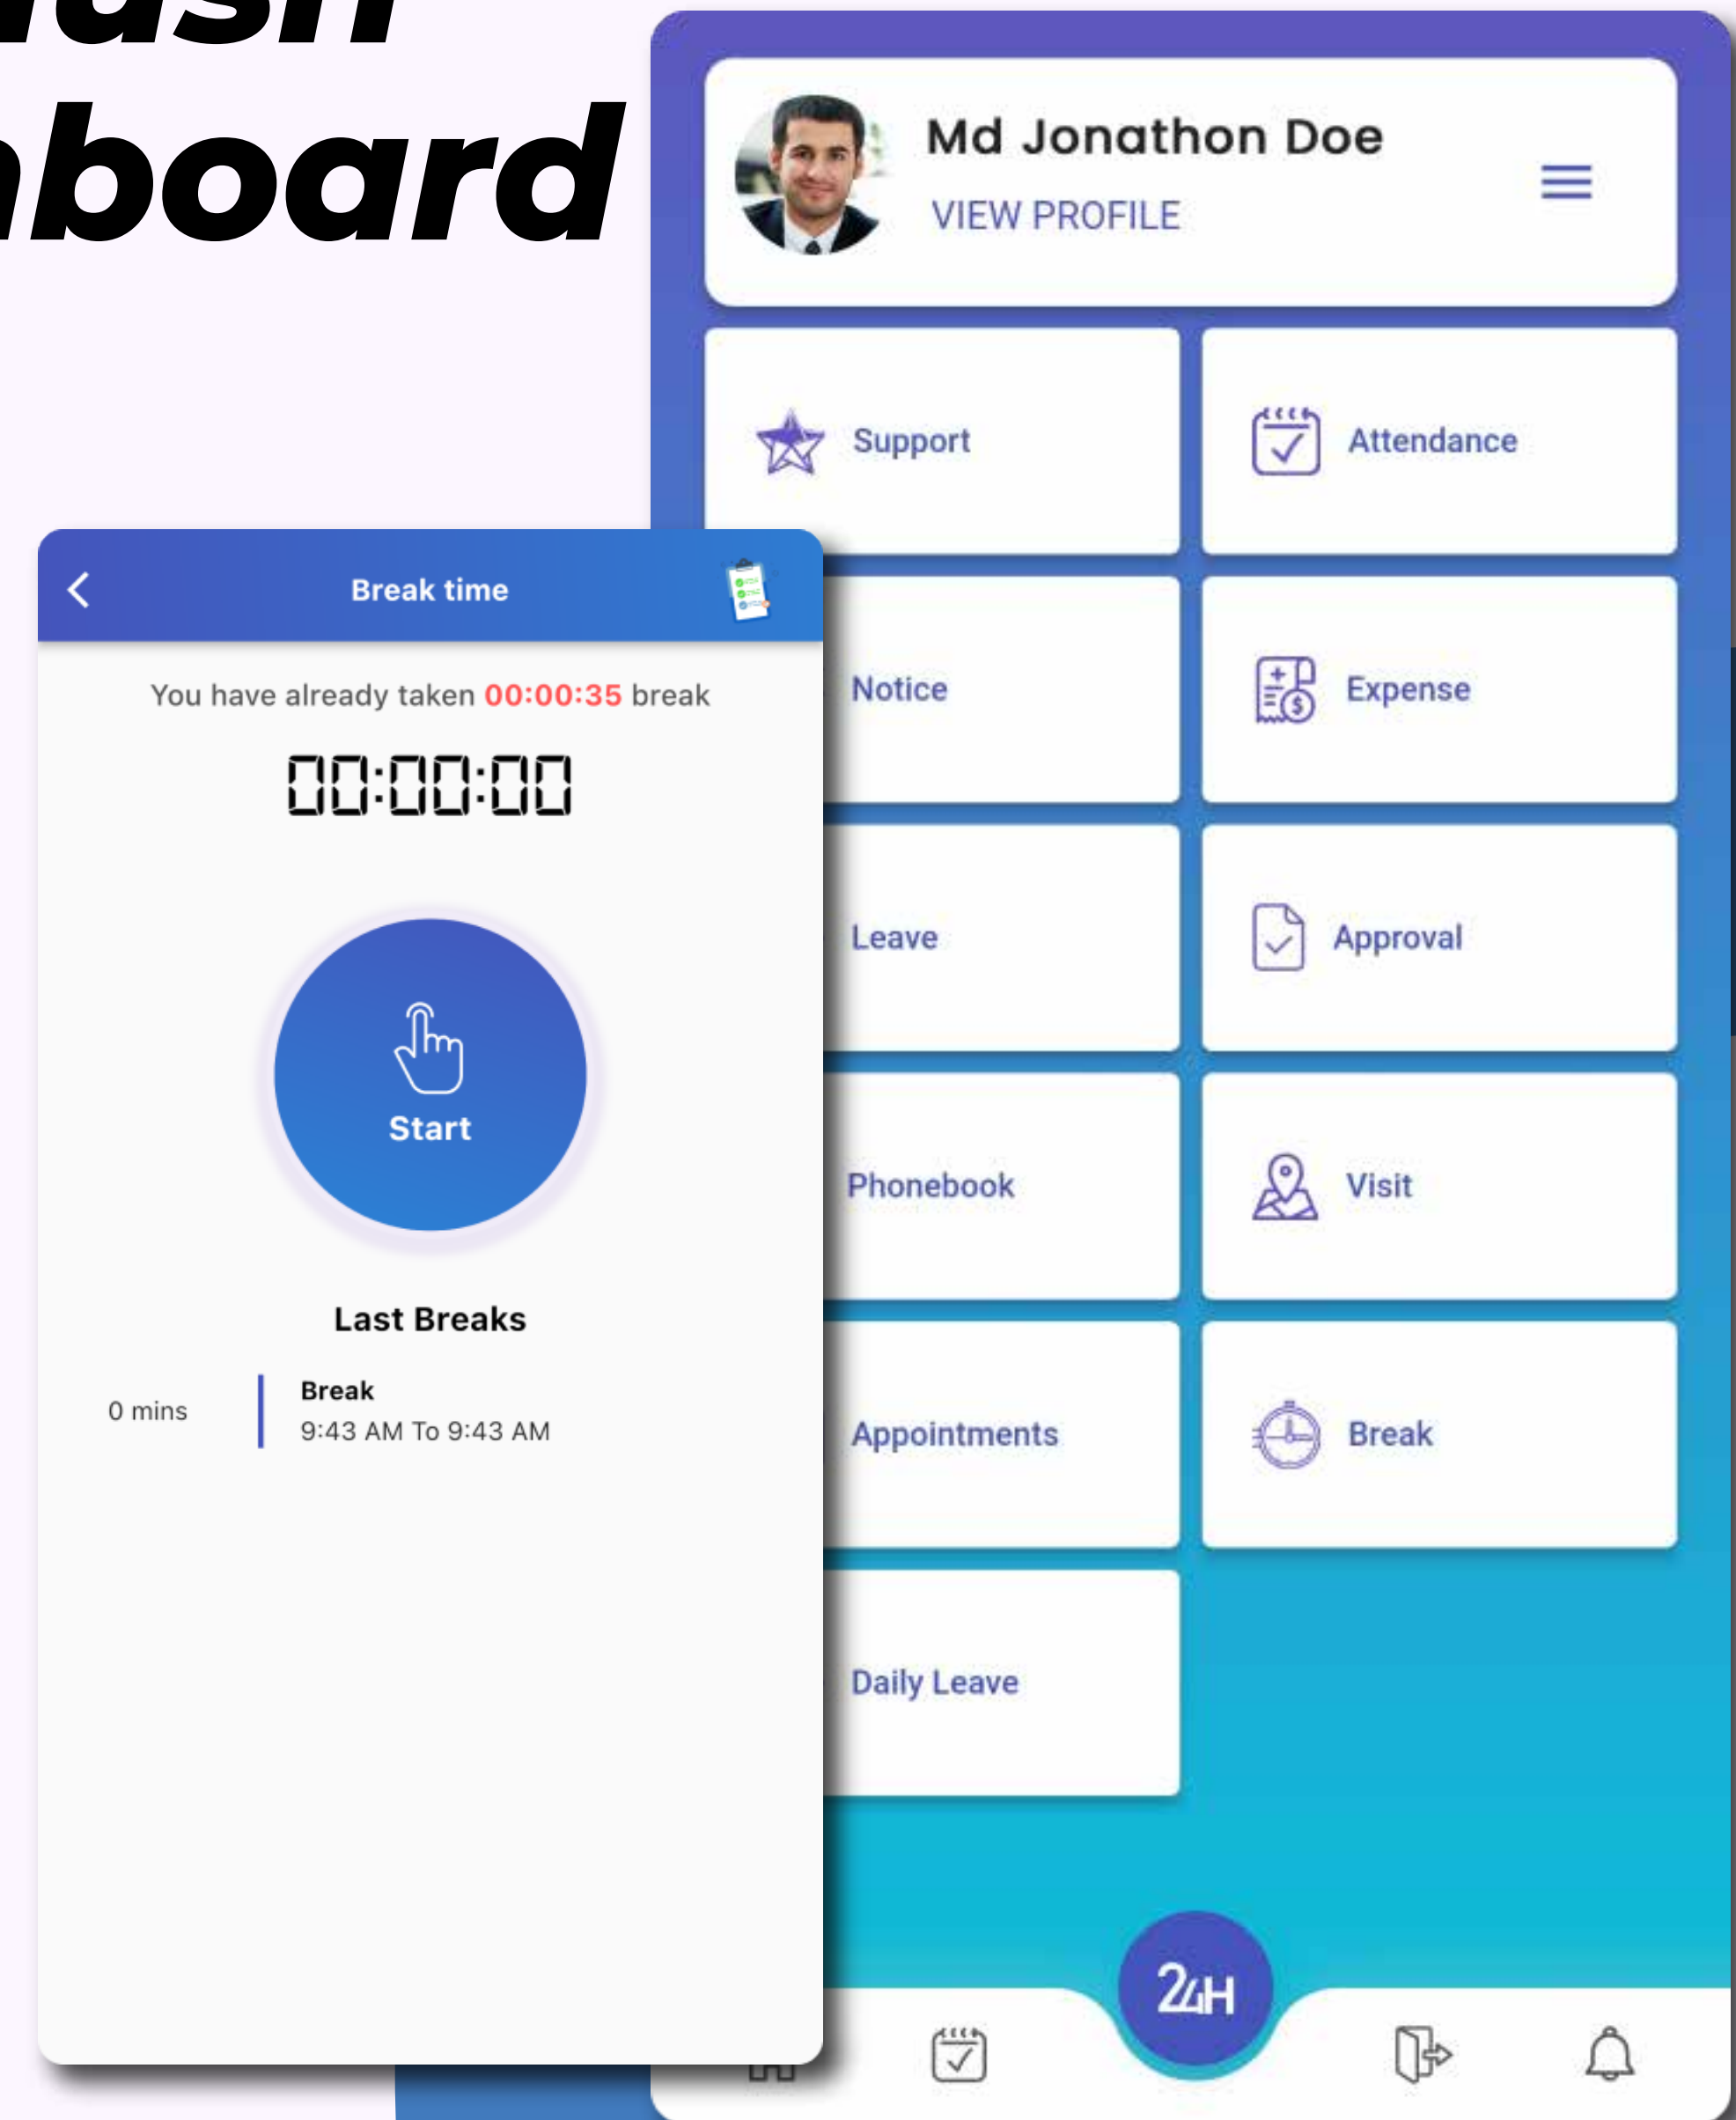 Md Jonathon Doe
VIEW PROFILE
Support
Attendance
Notice
Expense
Leave
Approval
Phonebook
Visit
Appointments
Break
Daily Leave
24H
Break time
You have already taken 00:00:35 break
00:00:00
Start
Last Breaks
0 mins
Break
9:43 AM To 9:43 AM